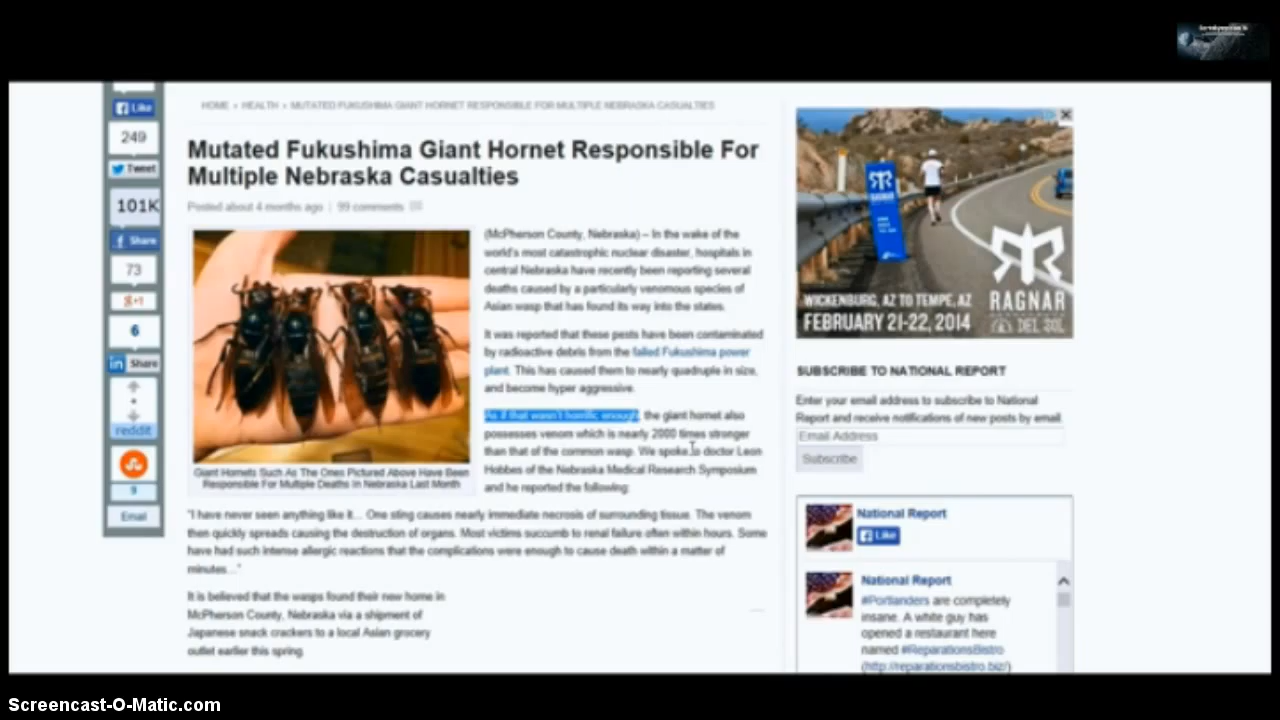 HOME » HEALTH » MUTATED FUKUSHIMA GIANT HORNET RESPONSIBLE FOR MULTIPLE NEBRASKA CASUALTIES
Mutated Fukushima Giant Hornet Responsible For
Multiple Nebraska Casualties
Posted about 4 months ago | 99 comments
Like
249
Tweet
101K
Share
73
+1
6
in Share
reddit
9
Email
Giant Hornets Such As The Ones Pictured Above Have Been
Responsible For Multiple Deaths In Nebraska Last Month
(McPherson County, Nebraska) – In the wake of the
world's most catastrophic nuclear disaster, hospitals in
central Nebraska have recently been reporting several
deaths caused by a particularly venomous species of
Asian wasp that has found its way into the states.
It was reported that these pests have been contaminated
by radioactive debris from the failed Fukushima power
plant. This has caused them to nearly quadruple in size,
and become hyper aggressive.
As if that wasn't horrific enough, the giant hornet also
possesses venom which is nearly 2000 times stronger
than that of the common wasp. We spoke to doctor Leon
Hobbes of the Nebraska Medical Research Symposium
and he reported the following:
"I have never seen anything like it... One sting causes nearly immediate necrosis of surrounding tissue. The venom
then quickly spreads causing the destruction of organs. Most victims succumb to renal failure often within hours. Some
have had such intense allergic reactions that the complications were enough to cause death within a matter of
minutes..."
It is believed that the wasps found their new home in
McPherson County, Nebraska via a shipment of
Japanese snack crackers to a local Asian grocery
outlet earlier this spring.
RAGNAR
WICKENBURG, AZ TO TEMPE, AZ
FEBRUARY 21-22, 2014
RAGNAR
DEL SOL
SUBSCRIBE TO NATIONAL REPORT
Enter your email address to subscribe to National
Report and receive notifications of new posts by email.
Email Address
Subscribe
National Report
Like
National Report
#Portlanders are completely
insane. A white guy has
opened a restaurant here
named #ReparationsBistro
(http://reparationsbistro.biz/)
Screencast-O-Matic.com